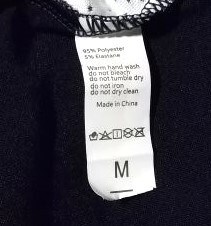 95% Polyester
5% Elastane
Warm hand wash
do not bleach
do not tumble dry
do not iron
do not dry clean
Made in China
M